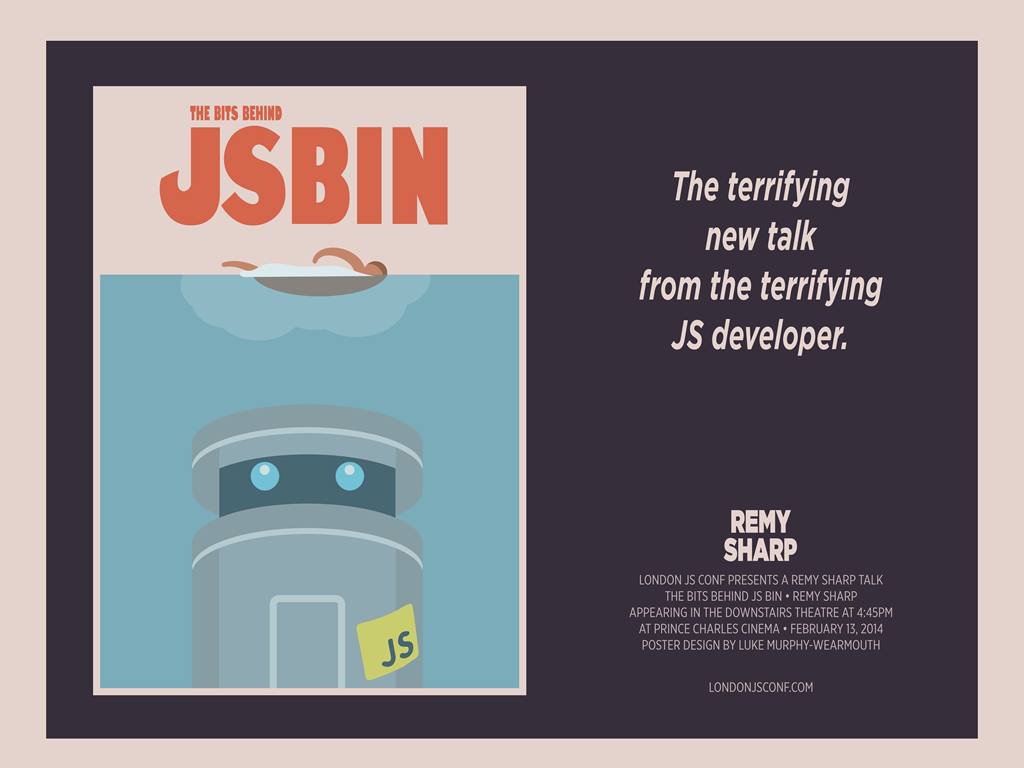 THE BITS BEHIND
JSBIN
JS
The terrifying
new talk
from the terrifying
JS developer.
REMY
SHARP
LONDON JS CONF PRESENTS A REMY SHARP TALK
THE BITS BEHIND JS BIN • REMY SHARP
APPEARING IN THE DOWNSTAIRS THEATRE AT 4:45PM
AT PRINCE CHARLES CINEMA • FEBRUARY 13, 2014
POSTER DESIGN BY LUKE MURPHY-WEARMOUTH
LONDONJSCONF.COM